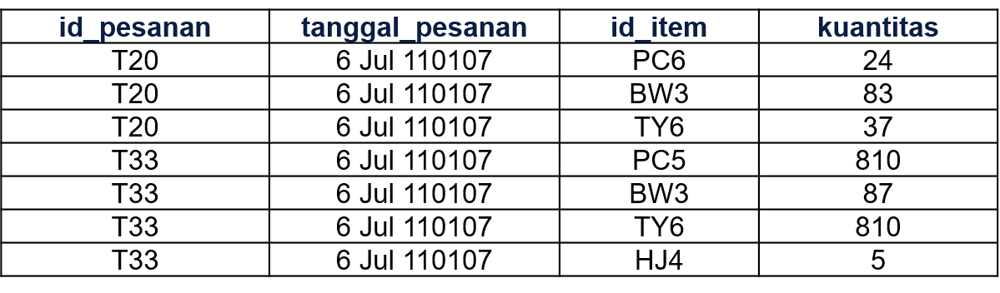 id_pesanan tanggal_pesanan id_item kuantitas
T20 6 Jul 110107 PC6 24
T20 6 Jul 110107 BW3 83
T20 6 Jul 110107 TY6 37
T33 6 Jul 110107 PC5 810
T33 6 Jul 110107 BW3 87
T33 6 Jul 110107 TY6 810
T33 6 Jul 110107 HJ4 5